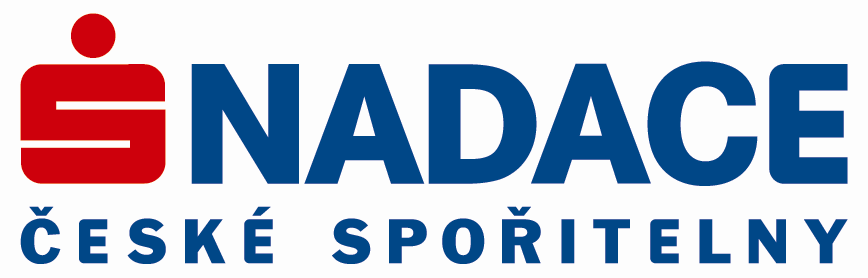 NADACE
ČESKÉ SPOŘITELNY